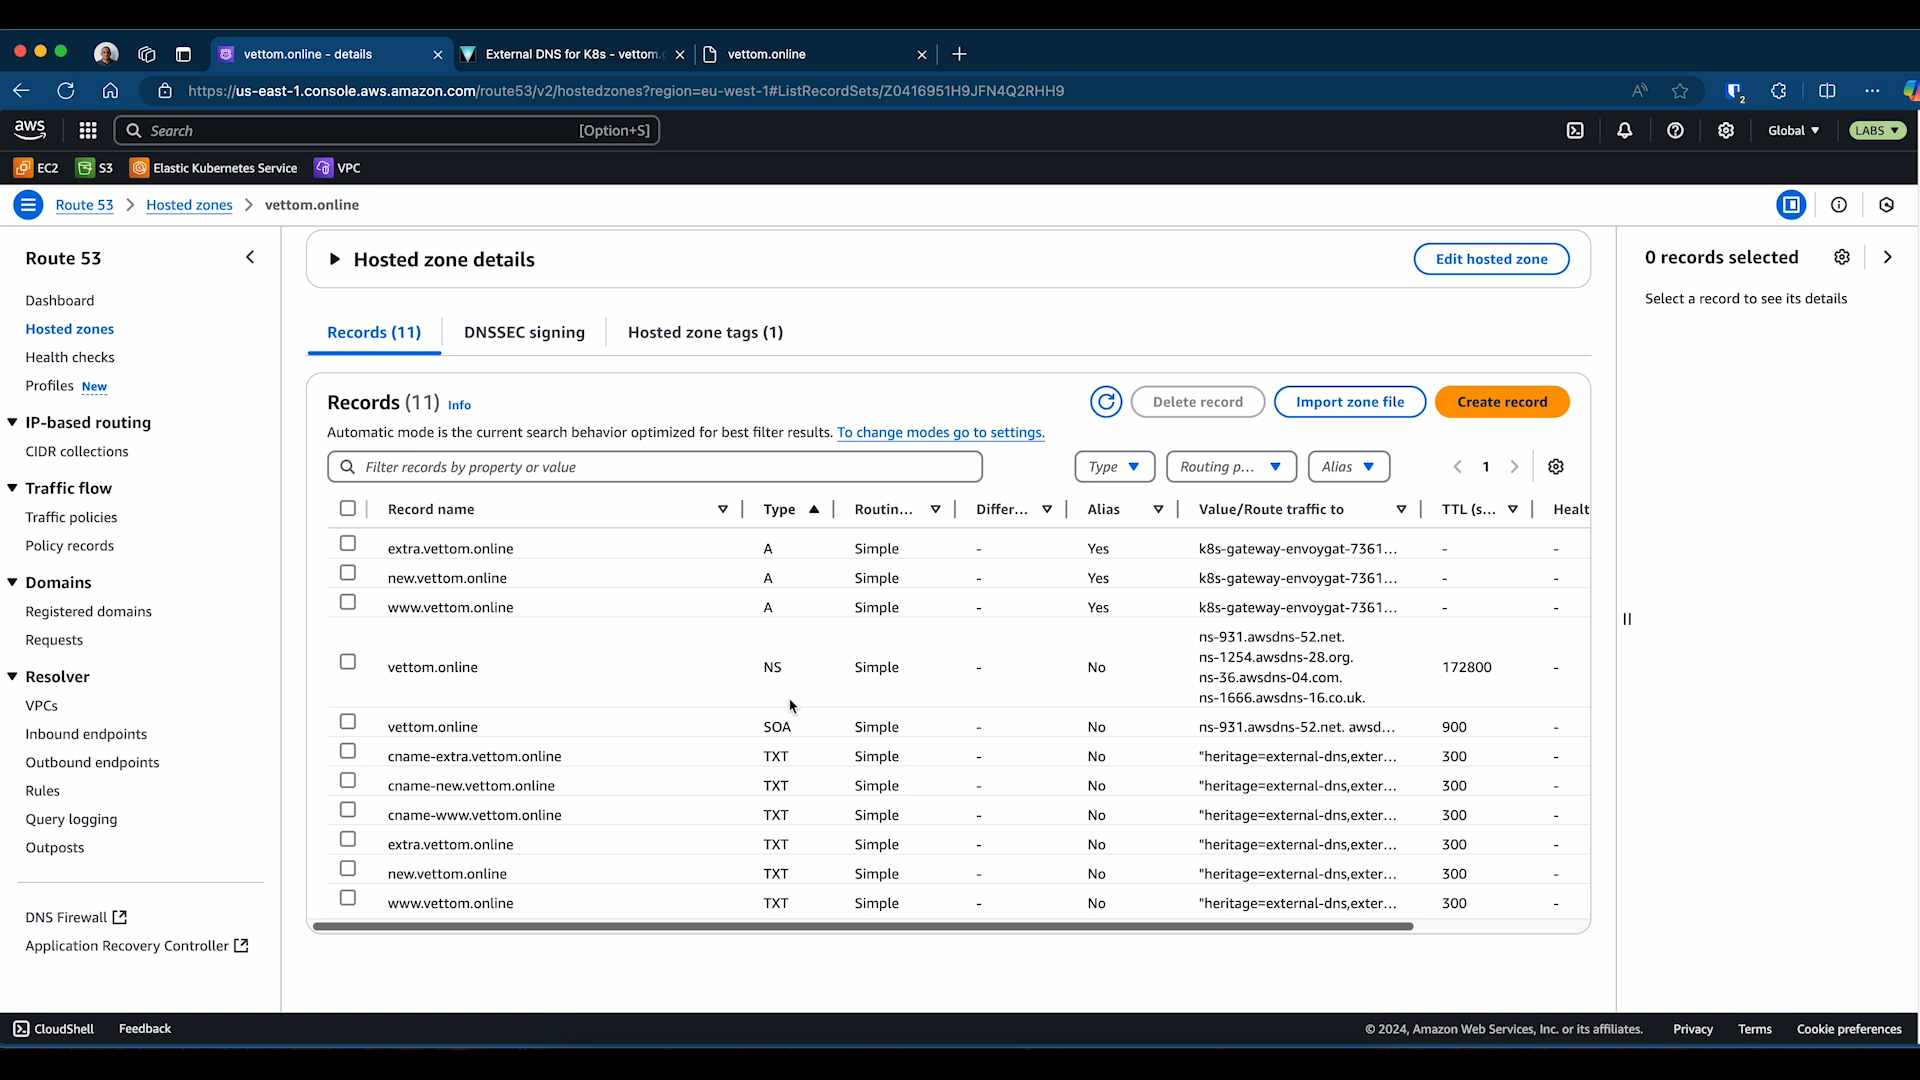 vettom.online - details
External DNS for K8s - vettom.
vettom.online
https://us-east-1.console.aws.amazon.com/route53/v2/hostedzones?region=eu-west-1#ListRecordSets/Z0416951H9JFN4Q2RHH9
2
aws
Search
[Option+S]
Global
LABS
EC2
S3
Elastic Kubernetes Service
VPC
Route 53
Hosted zones
vettom.online
Route 53
Dashboard
Hosted zones
Health checks
Profiles New
IP-based routing
CIDR collections
Traffic flow
Traffic policies
Policy records
Domains
Registered domains
Requests
Resolver
VPCs
Inbound endpoints
Outbound endpoints
Rules
Query logging
Outposts
DNS Firewall
Application Recovery Controller
Hosted zone details
Edit hosted zone
Records (11)
DNSSEC signing
Hosted zone tags (1)
Records (11) Info
Delete record
Import zone file
Create record
Automatic mode is the current search behavior optimized for best filter results. To change modes go to settings.
Filter records by property or value
Type
Routing p...
Alias
1
Record name Type Routin... Differ... Alias Value/Route traffic to TTL (s... Healt
extra.vettom.online A Simple - Yes k8s-gateway-envoygat-7361... - -
new.vettom.online A Simple - Yes k8s-gateway-envoygat-7361... - -
www.vettom.online A Simple - Yes k8s-gateway-envoygat-7361... - -
vettom.online NS Simple - No
ns-931.awsdns-52.net.
ns-1254.awsdns-28.org.
ns-36.awsdns-04.com.
ns-1666.awsdns-16.co.uk.
172800 -
vettom.online SOA Simple - No ns-931.awsdns-52.net. awsd... 900 -
cname-extra.vettom.online TXT Simple - No "heritage=external-dns,exter... 300 -
cname-new.vettom.online TXT Simple - No "heritage=external-dns,exter... 300 -
cname-www.vettom.online TXT Simple - No "heritage=external-dns,exter... 300 -
extra.vettom.online TXT Simple - No "heritage=external-dns,exter... 300 -
new.vettom.online TXT Simple - No "heritage=external-dns,exter... 300 -
www.vettom.online TXT Simple - No "heritage=external-dns,exter... 300 -
0 records selected
Select a record to see its details
CloudShell
Feedback
© 2024, Amazon Web Services, Inc. or its affiliates.
Privacy
Terms
Cookie preferences